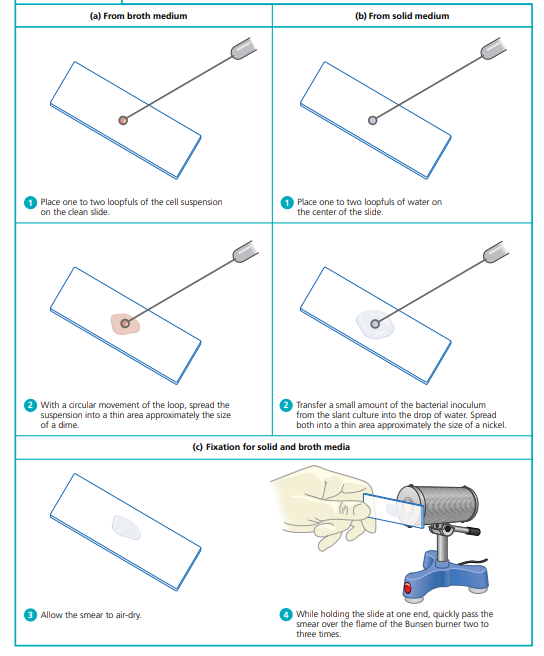 (a) From broth medium
(b) From solid medium
1 Place one to two loopfuls of the cell suspension
on the clean slide.
1 Place one to two loopfuls of water on
the center of the slide.
2 With a circular movement of the loop, spread the
suspension into a thin area approximately the size
of a dime.
2 Transfer a small amount of the bacterial inoculum
from the slant culture into the drop of water. Spread
both into a thin area approximately the size of a nickel.
(c) Fixation for solid and broth media
3 Allow the smear to air-dry.
4 While holding the slide at one end, quickly pass the
smear over the flame of the Bunsen burner two to
three times.